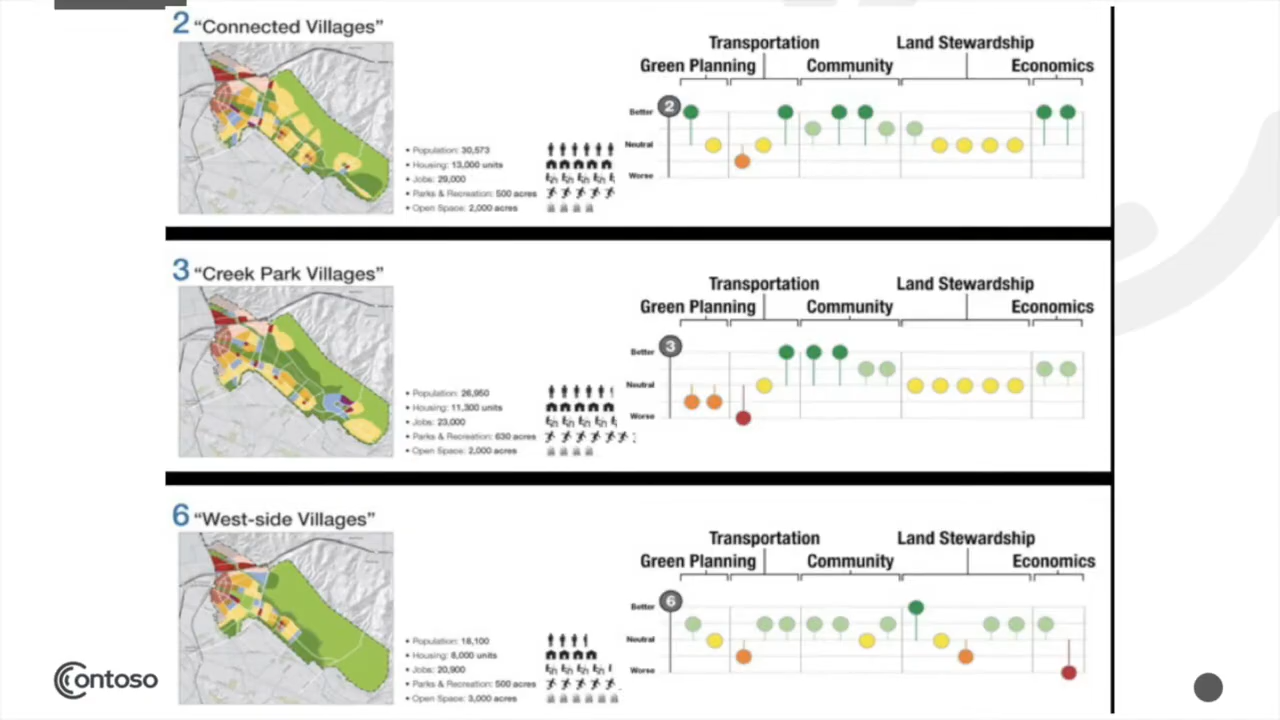 2 “Connected Villages”
• Population: 30,573
• Housing: 13,000 units
• Jobs: 29,000
• Parks & Recreation: 500 acres
• Open Space: 2,000 acres
Transportation Land Stewardship
Green Planning Community Economics
2
Better
Neutral
Worse
3 “Creek Park Villages”
• Population: 26,950
• Housing: 11,300 units
• Jobs: 23,000
• Parks & Recreation: 630 acres
• Open Space: 2,000 acres
Transportation Land Stewardship
Green Planning Community Economics
3
Better
Neutral
Worse
6 “West-side Villages”
• Population: 18,100
• Housing: 8,000 units
• Jobs: 20,900
• Parks & Recreation: 500 acres
• Open Space: 3,000 acres
Transportation Land Stewardship
Green Planning Community Economics
6
Better
Neutral
Worse
Contoso